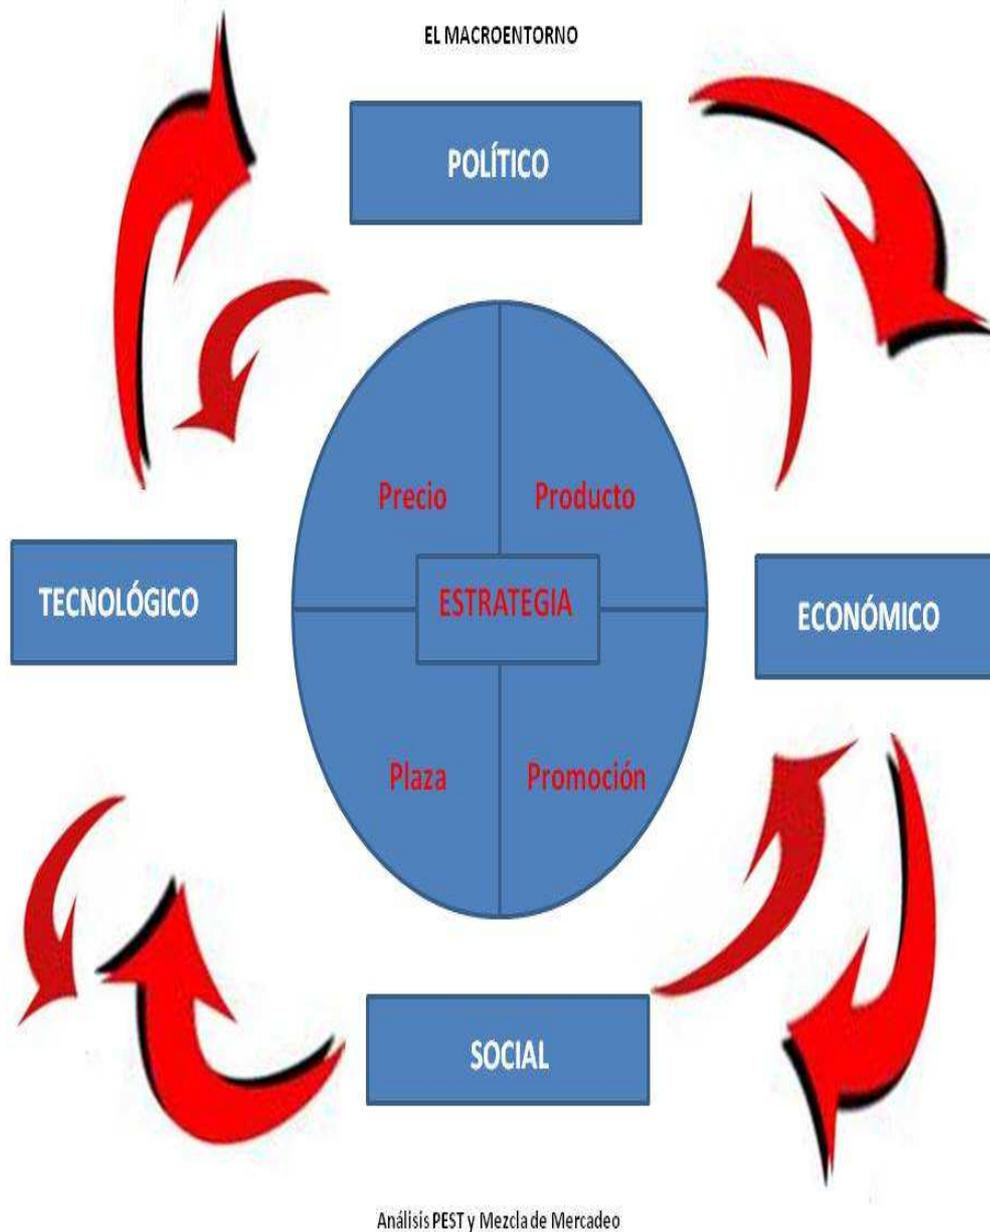 EL MACROENTORNO
POLÍTICO
Precio
Producto
TECNOLÓGICO
ESTRATEGIA
ECONÓMICO
Plaza
Promoción
SOCIAL
Análisis PEST y Mezcla de Mercadeo